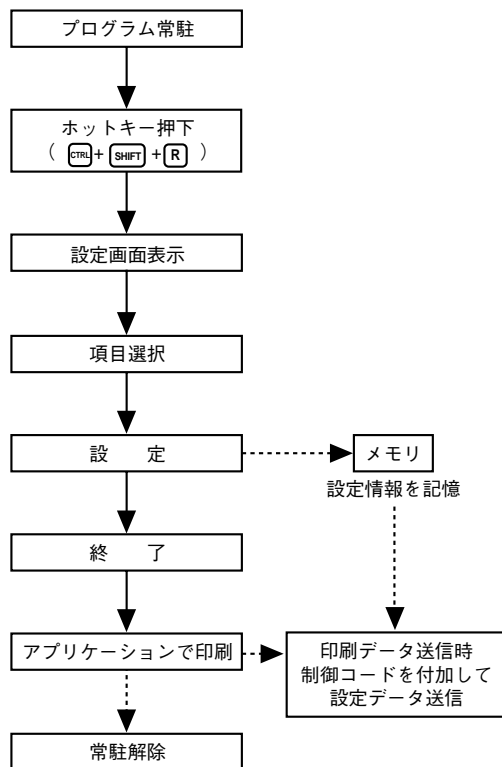 プログラム常駐
ホットキー押下
( CTRL + SHIFT + R )
設定画面表示
項目選択
設　定
メモリ
設定情報を記憶
終　了
アプリケーションで印刷
印刷データ送信時
制御コードを付加して
設定データ送信
常駐解除